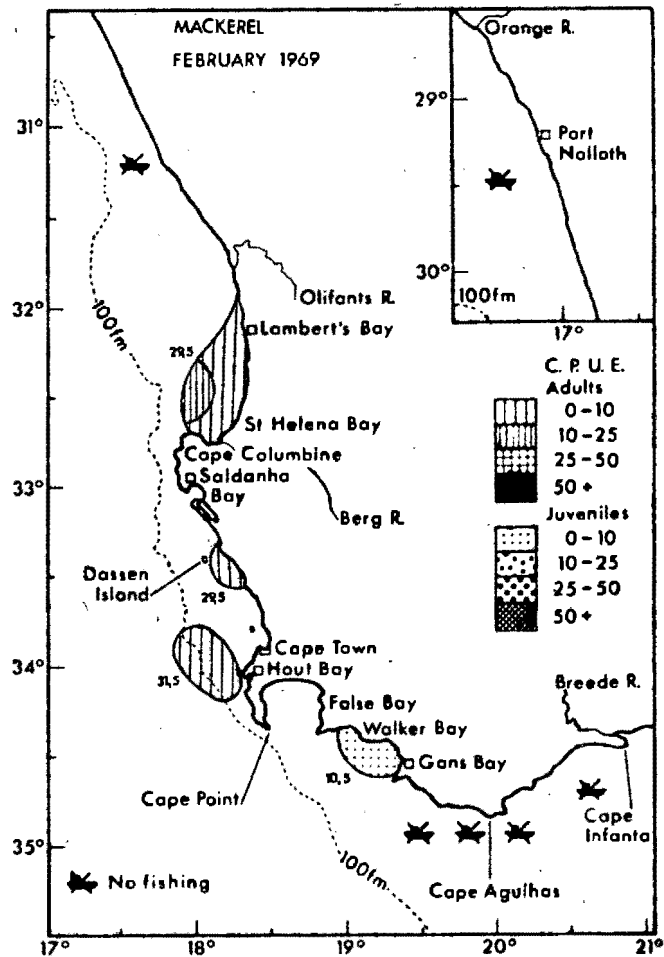 MACKEREL
FEBRUARY 1969
Orange R.
29°
Port
Nolloth
30°
100fm
17°
31°
32°
33°
34°
35°
100fm
Olifants R.
Lambert's Bay
29,5
St Helena Bay
Cape Columbine
Saldanha
Bay
Berg R.
Dassen
Island
29,5
Cape Town
Hout Bay
31,5
False Bay
Walker Bay
Gans Bay
10,5
Breede R.
Cape Point
Cape
Infanta
Cape Agulhas
100fm
No fishing
C. P. U. E.
Adults
0-10
10-25
25-50
50+
Juveniles
0-10
10-25
25-50
50+
17° 18° 19° 20° 21°